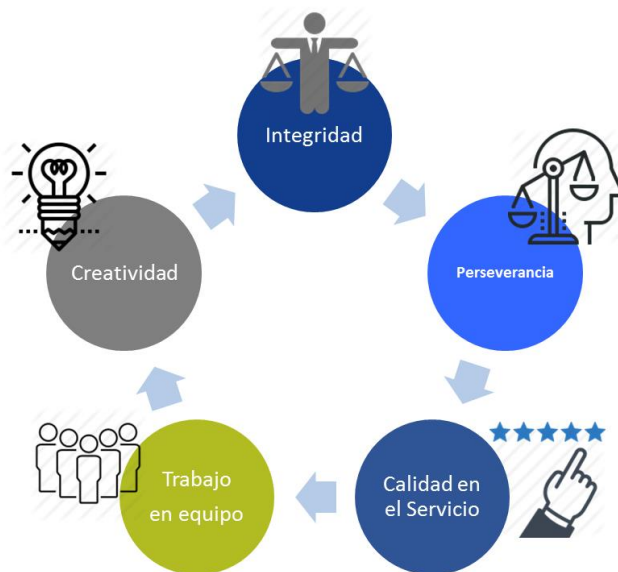 Integridad
Perseverancia
Calidad en
el Servicio
Trabajo
en equipo
Creatividad